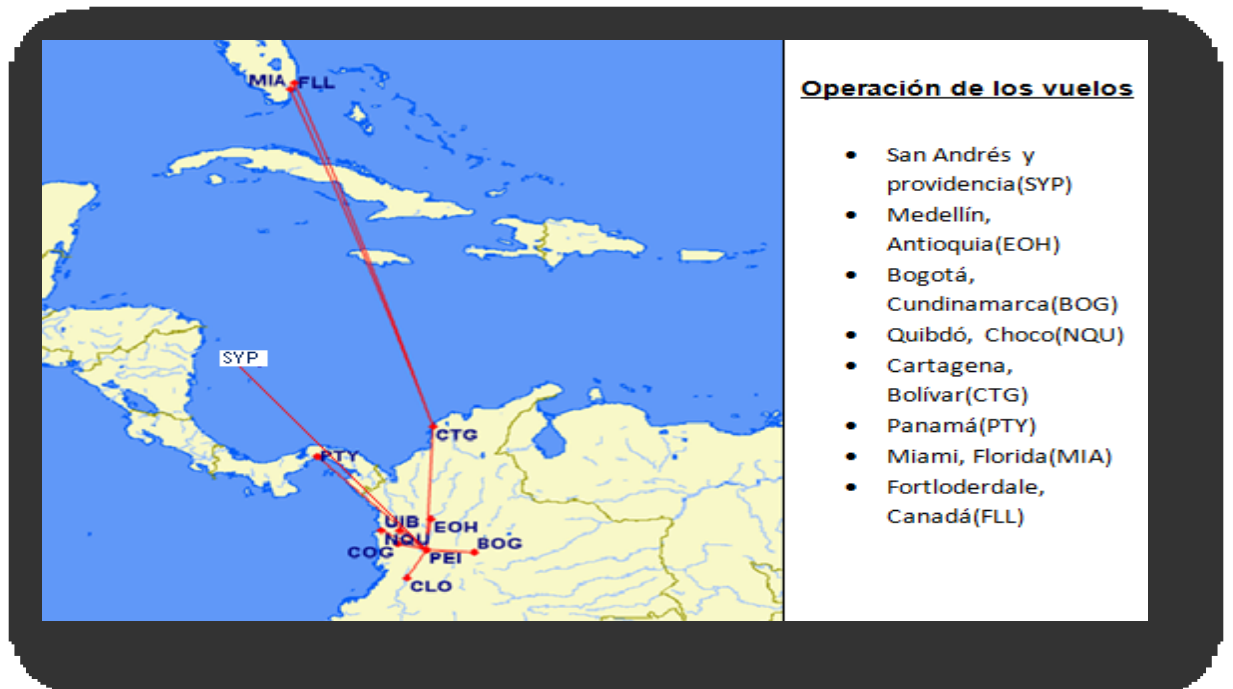 MIA FLL
SYP
CTG
PTY
UIB
EOH
NQU
BOG
COG
PEI
CLO
Operación de los vuelos
• San Andrés y
providencia(SYP)
• Medellín,
Antioquia(EOH)
• Bogotá,
Cundinamarca(BOG)
• Quibdó, Choco(NQU)
• Cartagena,
Bolívar(CTG)
• Panamá(PTY)
• Miami, Florida(MIA)
• Fortloderdale,
Canadá(FLL)